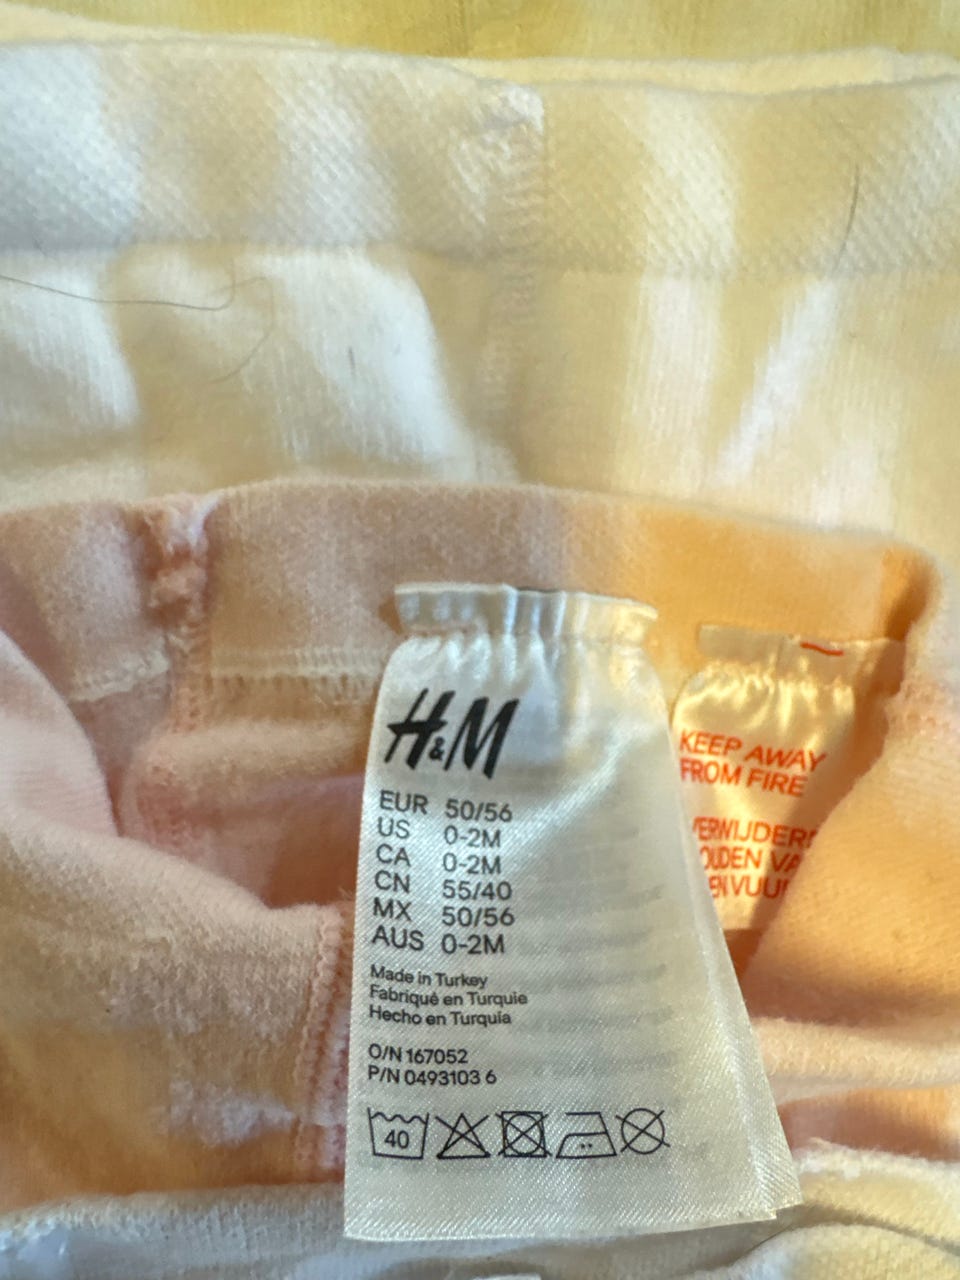 H&M
EUR 50/56
US 0-2M
CA 0-2M
CN 55/40
MX 50/56
AUS 0-2M
Made in Turkey
Fabriqué en Turquie
Hecho en Turquía
O/N 167052
P/N 0493103 6
40
KEEP AWAY
FROM FIRE